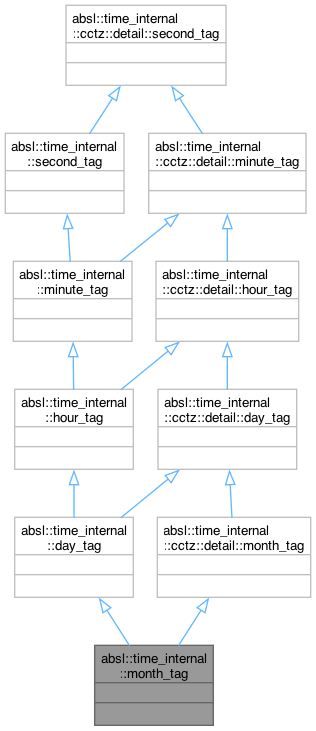 absl::time_internal
::cctz::detail::second_tag
absl::time_internal
::second_tag
absl::time_internal
::cctz::detail::minute_tag
absl::time_internal
::minute_tag
absl::time_internal
::cctz::detail::hour_tag
absl::time_internal
::hour_tag
absl::time_internal
::cctz::detail::day_tag
absl::time_internal
::day_tag
absl::time_internal
::cctz::detail::month_tag
absl::time_internal
::month_tag